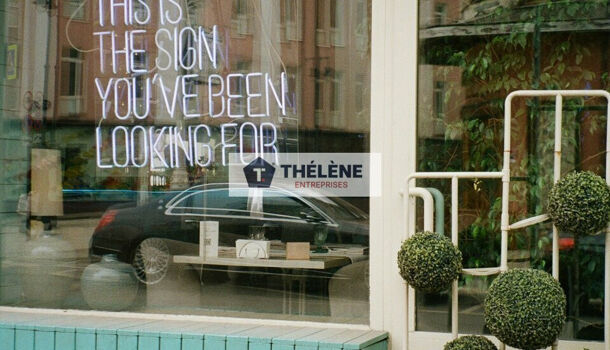 THIS IS
THE SIGN
YOU'VE BEEN
LOOKING FOR
T
THÉLÈNE
ENTREPRISES